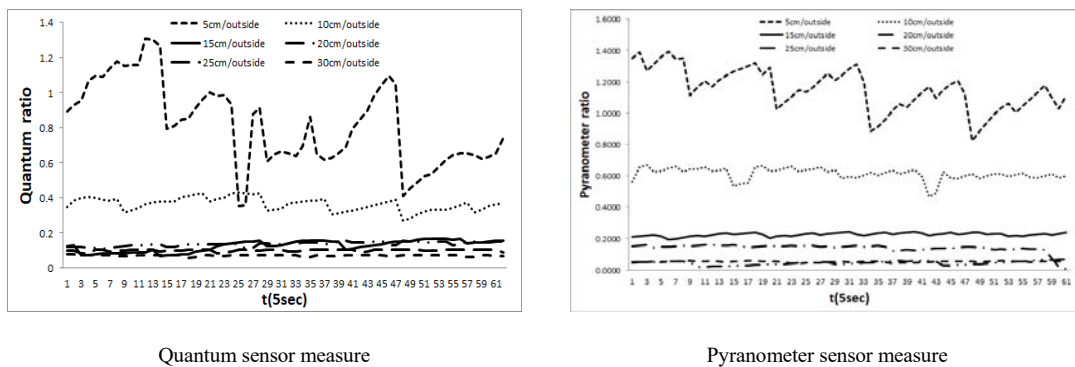 1.4
1.2
1
0.8
0.6
0.4
0.2
0
Quantum ratio
5cm/outside 10cm/outside
15cm/outside 20cm/outside
25cm/outside 30cm/outside
1 3 5 7 9 11 13 15 17 19 21 23 25 27 29 31 33 35 37 39 41 43 45 47 49 51 53 55 57 59 61
t(5sec)
Quantum sensor measure
1.6000
1.4000
1.2000
1.0000
0.8000
0.6000
0.4000
0.2000
0.0000
Pyranometer ratio
5cm/outside 10cm/outside
15cm/outside 20cm/outside
25cm/outside 30cm/outside
1 3 5 7 9 11 13 15 17 19 21 23 25 27 29 31 33 35 37 39 41 43 45 47 49 51 53 55 57 59 61
t(5sec)
Pyranometer sensor measure